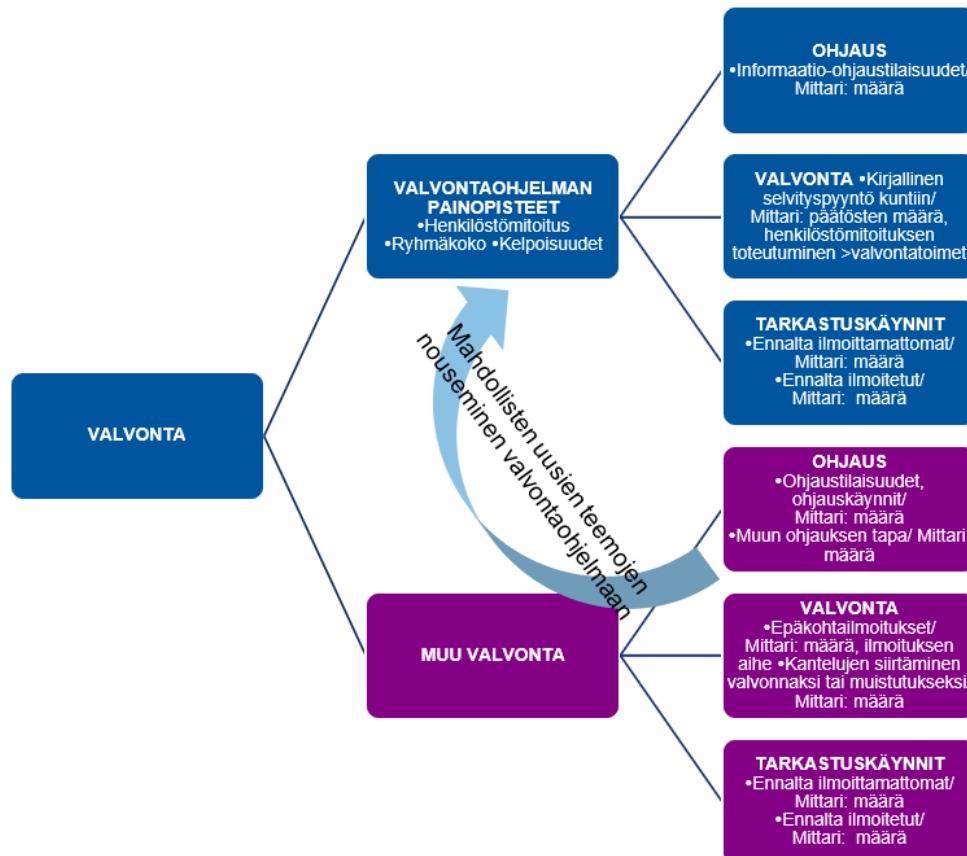 VALVONTA
VALVONTAOHJELMAN
PAINOPISTEET
•Henkilöstömitoitus
•Ryhmäkoko •Kelpoisuudet
OHJAUS
•Informaatio-ohjaustilaisuudet/
Mittari: määrä
VALVONTA •Kirjallinen
selvityspyyntö kuntiin/
Mittari: päätösten määrä,
henkilöstömitoituksen
toteutuminen >valvontatoimet
TARKASTUSKÄYNNIT
•Ennalta ilmoittamattomat/
Mittari: määrä
•Ennalta ilmoitetut/
Mittari: määrä
Mahdollisten uusien teemojen
nouseminen valvontaohjelmaan
MUU VALVONTA
OHJAUS
•Ohjaustilaisuudet,
ohjauskäynnit/
Mittari: määrä
•Muun ohjauksen tapa/ Mittari
määrä
VALVONTA
•Epäkohtailmoitukset/
Mittari: määrä, ilmoituksen
aihe •Kantelujen siirtäminen
valvonnaksi tai muistutukseksi/
Mittari: määrä
TARKASTUSKÄYNNIT
•Ennalta ilmoittamattomat/
Mittari: määrä
•Ennalta ilmoitetut/
Mittari: määrä